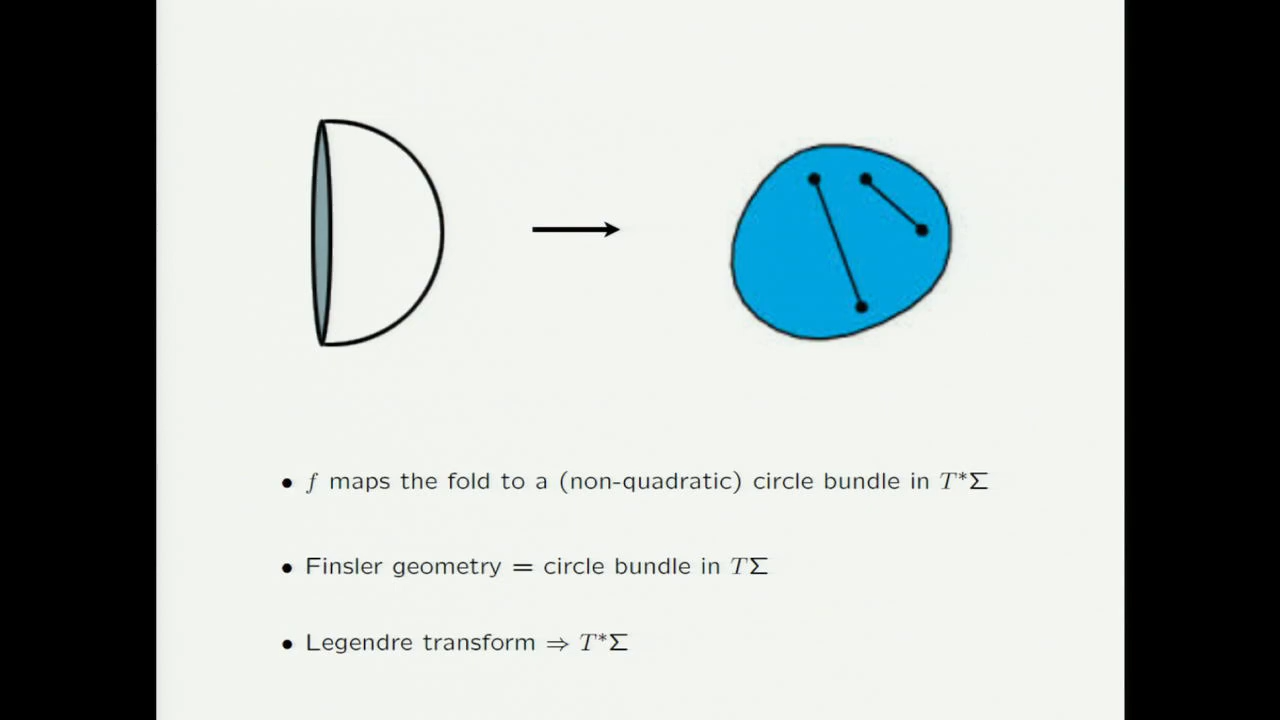 • f maps the fold to a (non-quadratic) circle bundle in T*Σ
• Finsler geometry = circle bundle in TΣ
• Legendre transform ⇒ T*Σ